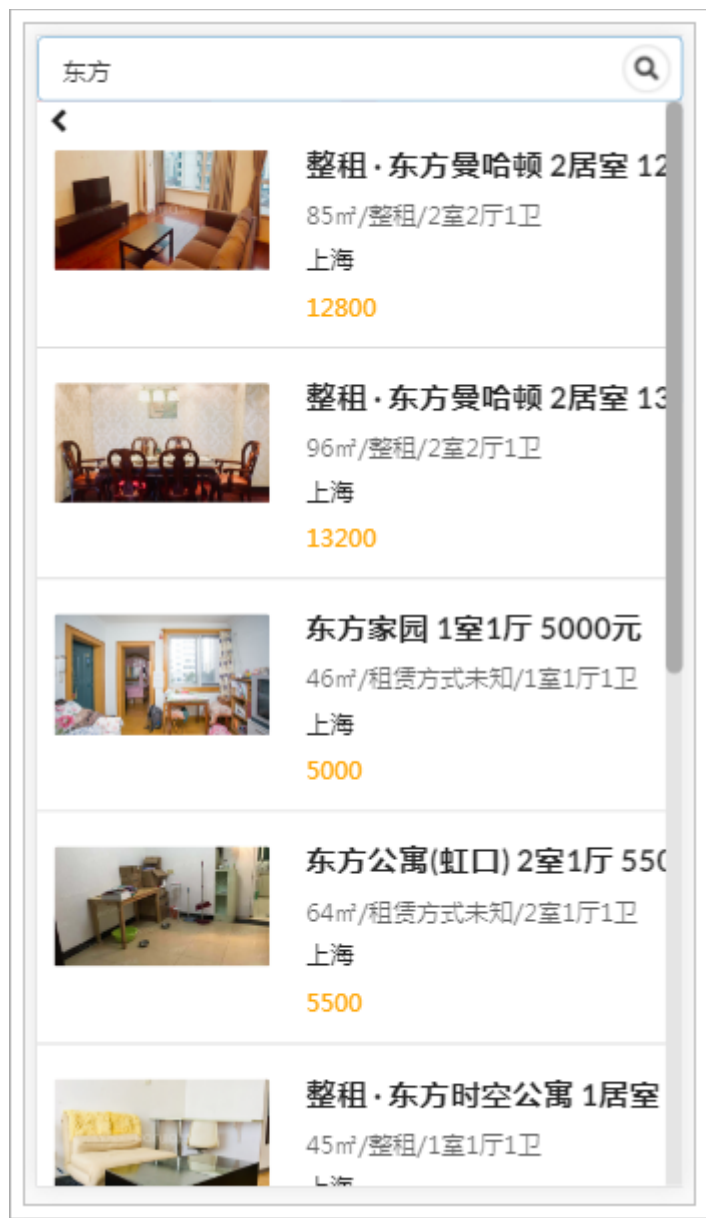 东方
整租 · 东方曼哈顿 2居室 12
85㎡/整租/2室2厅1卫
上海
12800
整租 · 东方曼哈顿 2居室 13
96㎡/整租/2室2厅1卫
上海
13200
东方家园 1室1厅 5000元
46㎡/租赁方式未知/1室1厅1卫
上海
5000
东方公寓(虹口) 2室1厅 550
64㎡/租赁方式未知/2室1厅1卫
上海
5500
整租 · 东方时空公寓 1居室
45㎡/整租/1室1厅1卫
上海